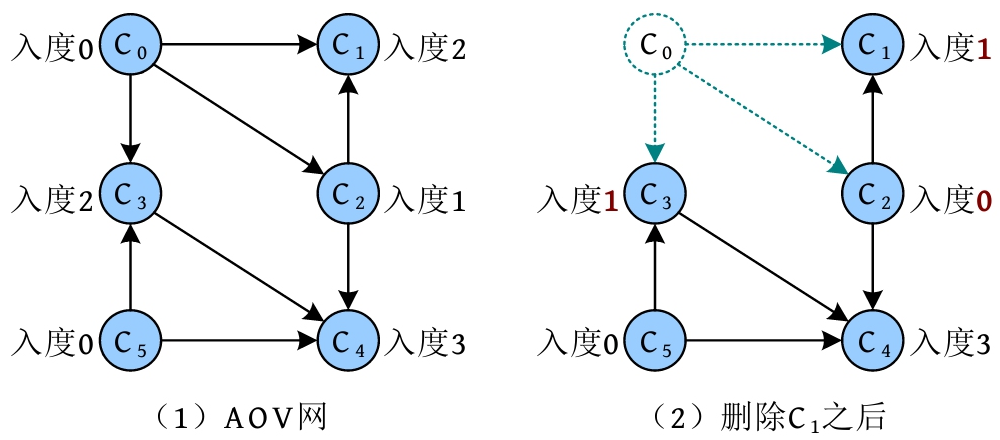 入度0 C₀ C₁ 入度2
入度2 C₃ C₂ 入度1
入度0 C₅ C₄ 入度3
（1）AOV网
C₀ C₁ 入度1
入度1 C₃ C₂ 入度0
入度0 C₅ C₄ 入度3
（2）删除C₁之后